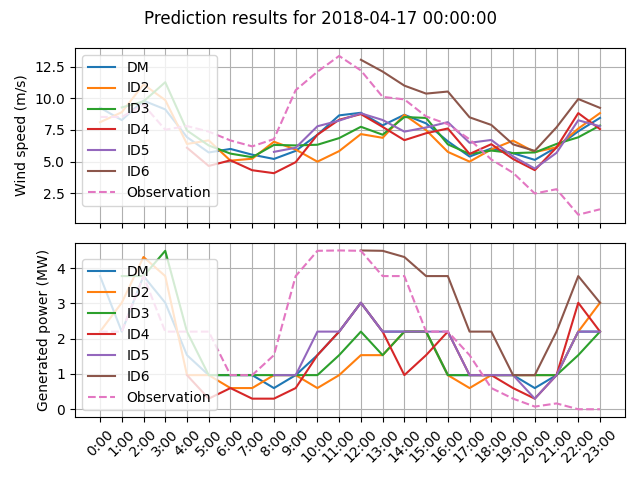 Prediction results for 2018-04-17 00:00:00
Wind speed (m/s)
12.5
10.0
7.5
5.0
2.5
DM
ID2
ID3
ID4
ID5
ID6
Observation
Generated power (MW)
4
3
2
1
0
DM
ID2
ID3
ID4
ID5
ID6
Observation
0:00 1:00 2:00 3:00 4:00 5:00 6:00 7:00 8:00 9:00 10:00 11:00 12:00 13:00 14:00 15:00 16:00 17:00 18:00 19:00 20:00 21:00 22:00 23:00